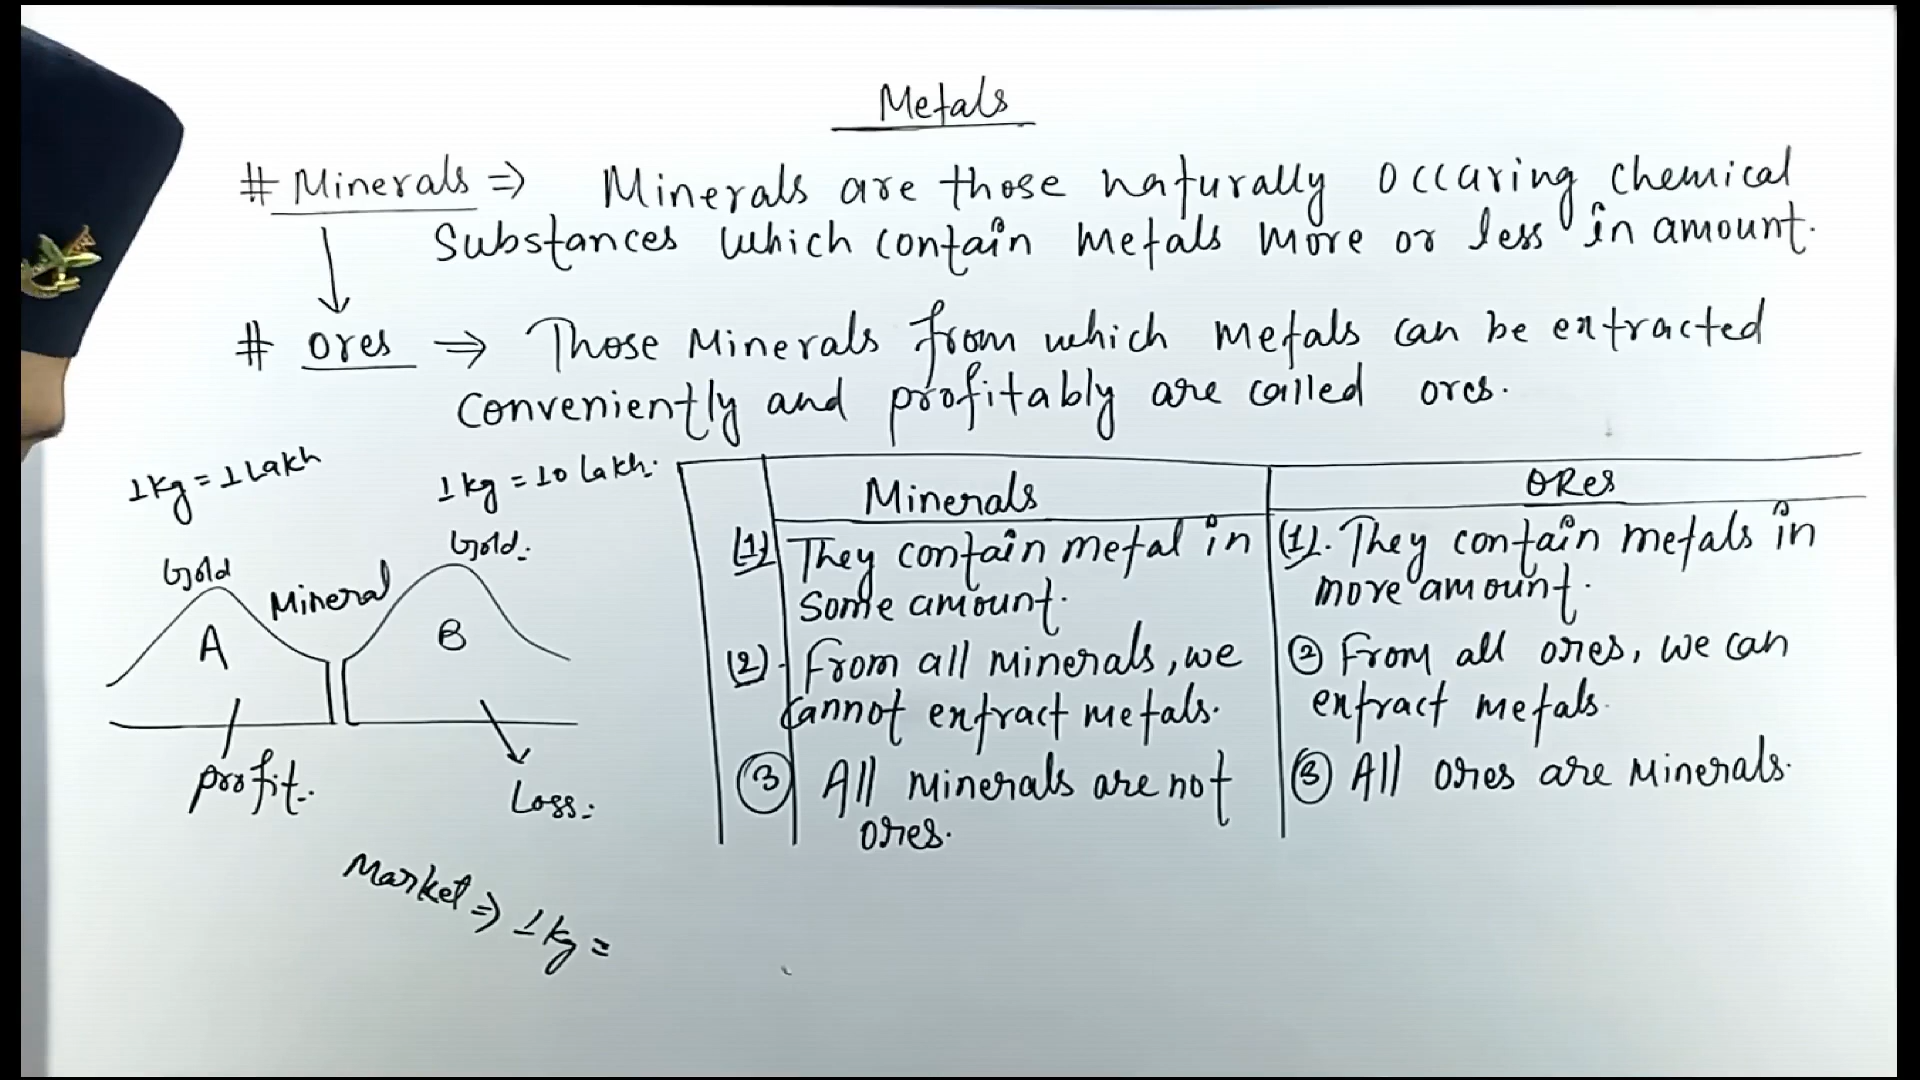 Metals
# Minerals ⇒ Minerals are those naturally occuring chemical
Substances which contain metals more or less in amount.
# ores → Those Minerals from which metals can be extracted
conveniently and profitably are called ores.
1kg = 1 Lakh
1kg = 10 Lakh.
Gold
Gold.
Mineral
A
B
profit.
Loss.
Market ⇒ 1kg =
Minerals
ORes
(1) They contain metal in
some amount.
(1). They contain metals in
more amount.
(2). From all minerals, we
cannot extract metals.
② From all ores, we can
extract metals.
③ All minerals are not
ores.
③ All ores are Minerals.